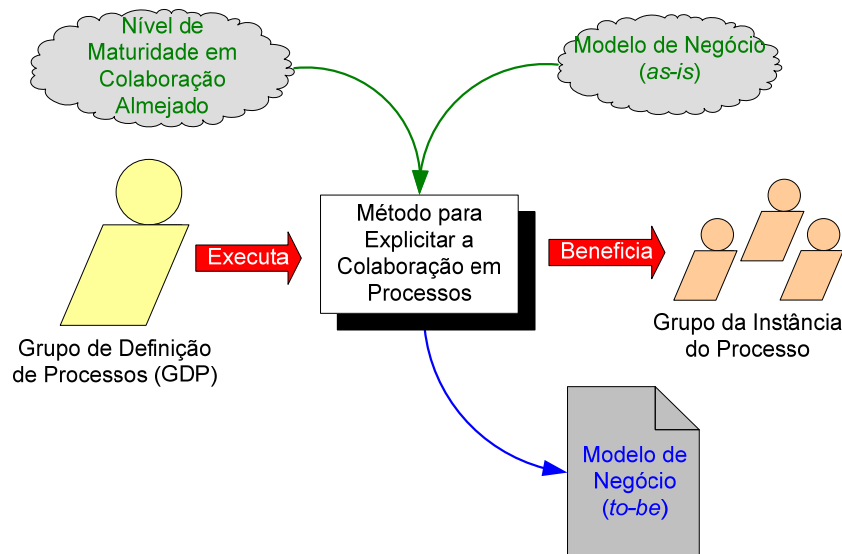 Nível de
Maturidade em
Colaboração
Almejado
Modelo de Negócio
(as-is)
Executa
Método para
Explicitar a
Colaboração em
Processos
Beneficia
Grupo de Definição
de Processos (GDP)
Grupo da Instância
do Processo
Modelo de
Negócio
(to-be)